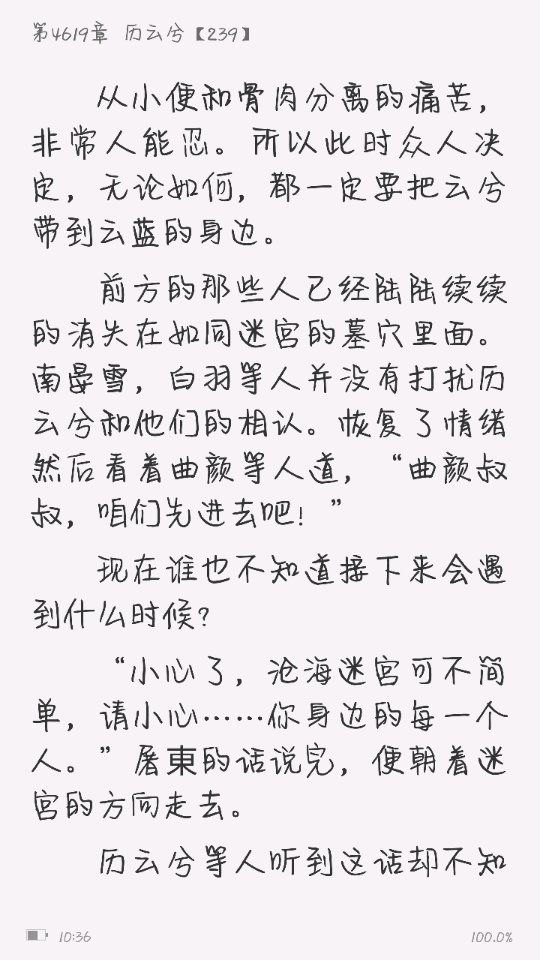 第4619章 历云兮【239】
从小便和骨肉分离的痛苦，
非常人能忍。所以此时众人决
定，无论如何，都一定要把云兮
带到云蓝的身边。
前方的那些人已经陆陆续续
的消失在如同迷宫的墓穴里面。
南晏雪，白羽等人并没有打扰历
云兮和他们的相认。恢复了情绪
然后看着曲颜等人道，“曲颜叔
叔，咱们先进去吧！”
现在谁也不知道接下来会遇
到什么时候？
“小心了，沧海迷宫可不简
单，请小心……你身边的每一个
人。”屠東的话说完，便朝着迷
宫的方向走去。
历云兮等人听到这话却不知
10:36
100.0%